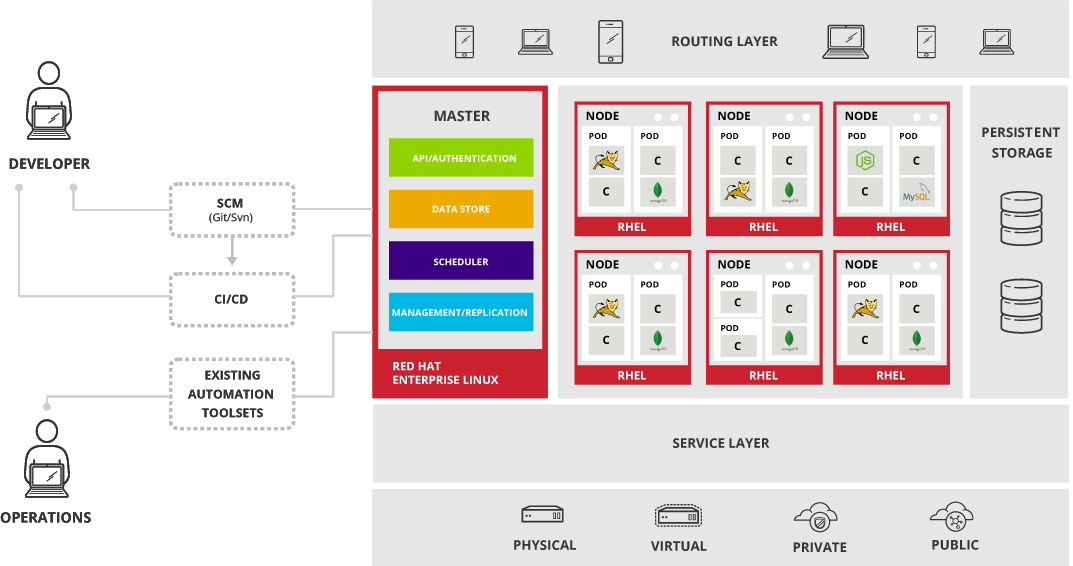 ROUTING LAYER
DEVELOPER
SCM
(Git/Svn)
CI/CD
EXISTING
AUTOMATION
TOOLSETS
OPERATIONS
MASTER
API/AUTHENTICATION
DATA STORE
SCHEDULER
MANAGEMENT/REPLICATION
RED HAT
ENTERPRISE LINUX
NODE
POD
C
POD
C
RHEL
NODE
POD
C
POD
C
RHEL
NODE
POD
JS
C
POD
C
MySQL
RHEL
NODE
POD
C
POD
C
RHEL
NODE
POD
C
POD
C
POD
C
RHEL
NODE
POD
C
POD
C
RHEL
PERSISTENT
STORAGE
SERVICE LAYER
PHYSICAL
VIRTUAL
PRIVATE
PUBLIC